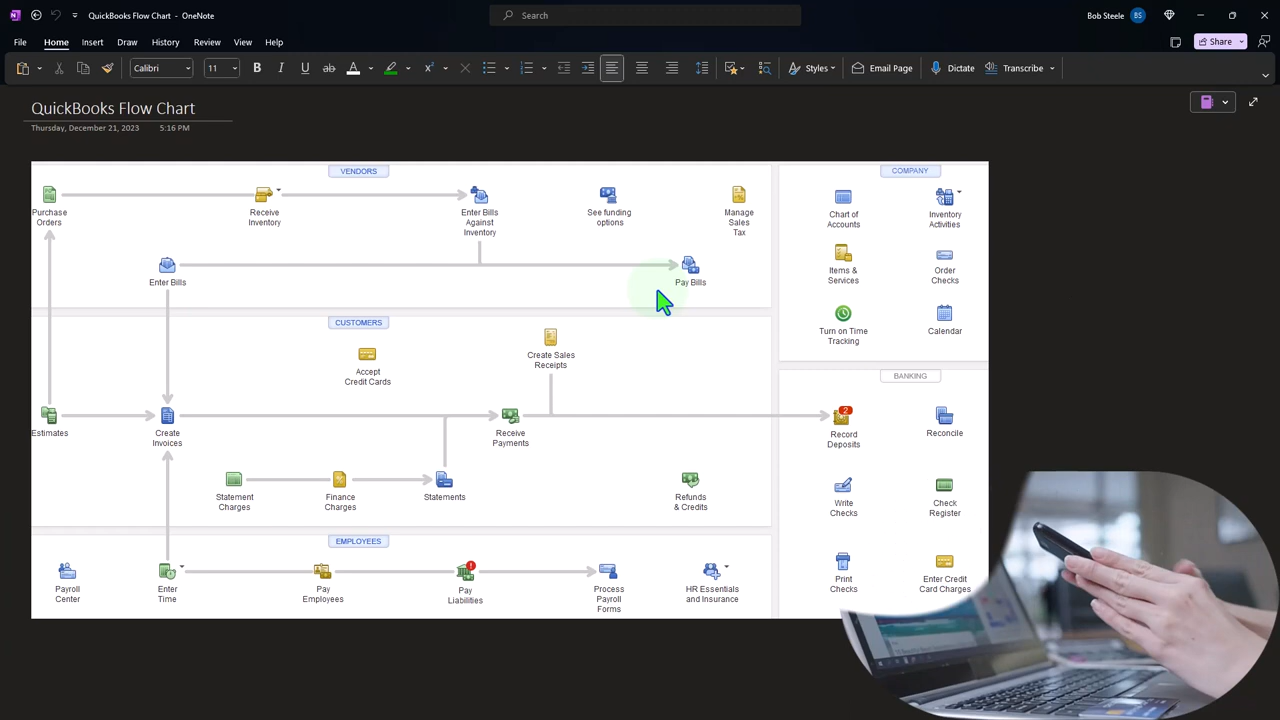 QuickBooks Flow Chart - OneNote
Search
Bob Steele
BS
File Home Insert Draw History Review View Help
Share
Calibri 11 B I U ab A Styles Email Page Dictate Transcribe
QuickBooks Flow Chart
Thursday, December 21, 2023 5:16 PM
VENDORS
Purchase
Orders
Receive
Inventory
Enter Bills
Against
Inventory
See funding
options
Manage
Sales
Tax
Enter Bills
Pay Bills
CUSTOMERS
Accept
Credit Cards
Create Sales
Receipts
Estimates
Create
Invoices
Receive
Payments
Statement
Charges
Finance
Charges
Statements
Refunds
& Credits
EMPLOYEES
Payroll
Center
Enter
Time
Pay
Employees
Pay
Liabilities
Process
Payroll
Forms
HR Essentials
and Insurance
COMPANY
Chart of
Accounts
Inventory
Activities
Items &
Services
Order
Checks
Turn on Time
Tracking
Calendar
BANKING
2
Record
Deposits
Reconcile
Write
Checks
Check
Register
Print
Checks
Enter Credit
Card Charges